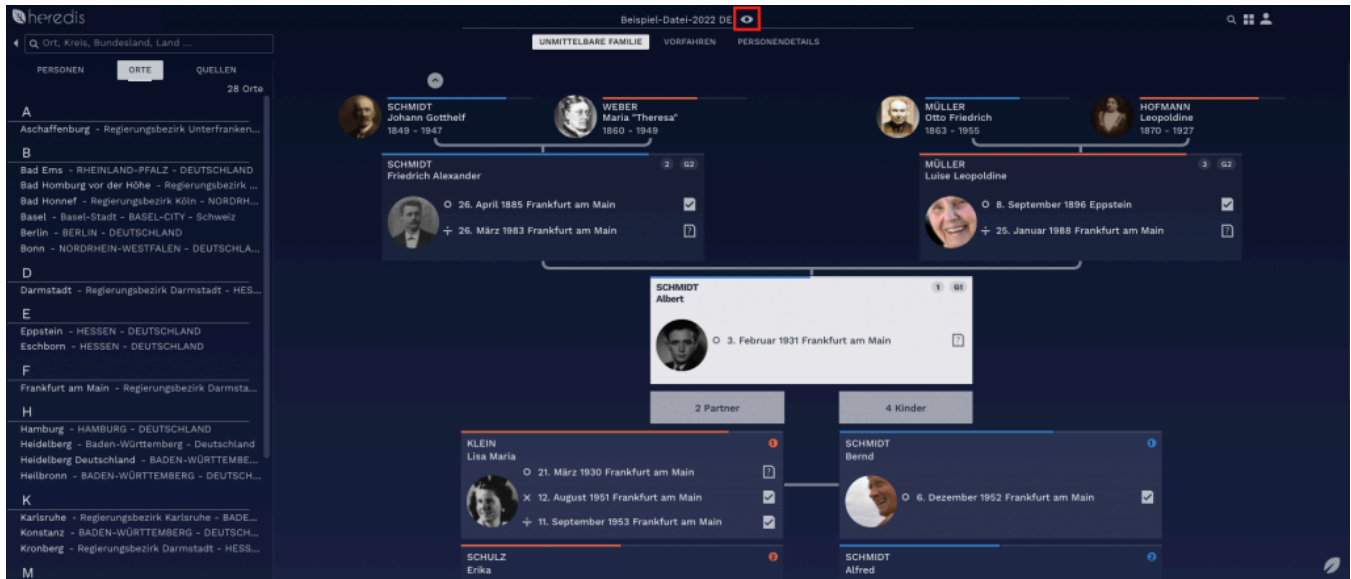 heredis
Beispiel-Datei-2022 DE
Ort, Kreis, Bundesland, Land ...
UNMITTELBARE FAMILIE VORFAHREN PERSONENDETAILS
PERSONEN ORTE QUELLEN
28 Orte
A
Aschaffenburg - Regierungsbezirk Unterfranken...
B
Bad Ems - RHEINLAND-PFALZ - DEUTSCHLAND
Bad Homburg vor der Höhe - Regierungsbezirk ...
Bad Honnef - Regierungsbezirk Köln - NORDRH...
Basel - Basel-Stadt - BASEL-CITY - Schweiz
Berlin - BERLIN - DEUTSCHLAND
Bonn - NORDRHEIN-WESTFALEN - DEUTSCHLA...
D
Darmstadt - Regierungsbezirk Darmstadt - HES...
E
Eppstein - HESSEN - DEUTSCHLAND
Eschborn - HESSEN - DEUTSCHLAND
F
Frankfurt am Main - Regierungsbezirk Darmsta...
H
Hamburg - HAMBURG - DEUTSCHLAND
Heidelberg - Baden-Württemberg - Deutschland
Heidelberg Deutschland - BADEN-WÜRTTEMBE...
Heilbronn - BADEN-WÜRTTEMBERG - DEUTSCH...
K
Karlsruhe - Regierungsbezirk Karlsruhe - BADE...
Konstanz - BADEN-WÜRTTEMBERG - DEUTSCH...
Kronberg - Regierungsbezirk Darmstadt - HESS...
M
SCHMIDT
Johann Gotthelf
1849 - 1947
WEBER
Maria "Theresa"
1860 - 1949
MÜLLER
Otto Friedrich
1863 - 1955
HOFMANN
Leopoldine
1870 - 1927
SCHMIDT 2 G2
Friedrich Alexander
26. April 1885 Frankfurt am Main
26. März 1983 Frankfurt am Main ?
MÜLLER 3 G2
Luise Leopoldine
8. September 1896 Eppstein
25. Januar 1988 Frankfurt am Main ?
SCHMIDT 1 G1
Albert
3. Februar 1931 Frankfurt am Main ?
2 Partner
4 Kinder
KLEIN 1
Lisa Maria
21. März 1930 Frankfurt am Main ?
12. August 1951 Frankfurt am Main
11. September 1953 Frankfurt am Main
SCHMIDT 1
Bernd
6. Dezember 1952 Frankfurt am Main
SCHULZ 2
Erika
SCHMIDT 2
Alfred